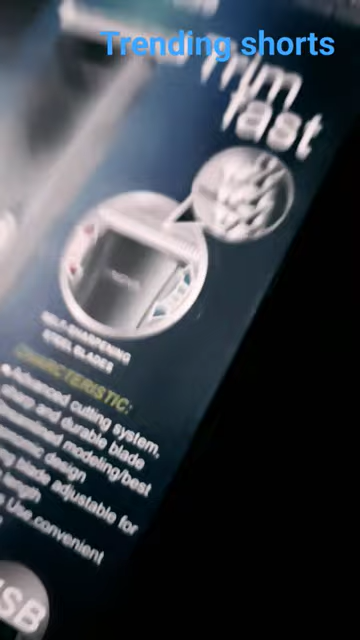 Trending shorts
Trim
fast
SELF-SHARPENING
STEEL BLADES
CHARACTERISTIC:
Advanced cutting system,
sharp and durable blade
modeling/best
design
blade adjustable for
length
Use,convenient
USB